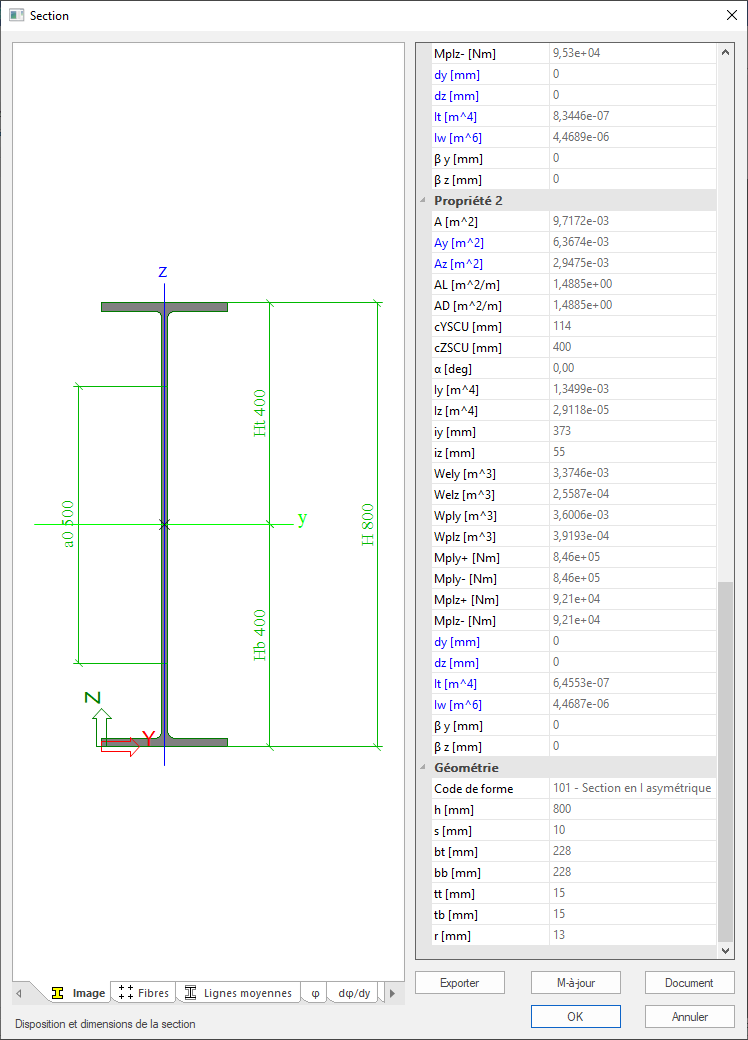 Section
z
Ht 400
a0 500
H 800
y
Hb 400
Z
Y
Image
Fibres
Lignes moyennes
φ
dφ/dy
Disposition et dimensions de la section
Mplz- [Nm] 9,53e+04
dy [mm] 0
dz [mm] 0
It [m^4] 8,3446e-07
Iw [m^6] 4,4689e-06
β y [mm] 0
β z [mm] 0
Propriété 2
A [m^2] 9,7172e-03
Ay [m^2] 6,3674e-03
Az [m^2] 2,9475e-03
AL [m^2/m] 1,4885e+00
AD [m^2/m] 1,4885e+00
cYSCU [mm] 114
cZSCU [mm] 400
α [deg] 0,00
Iy [m^4] 1,3499e-03
Iz [m^4] 2,9118e-05
iy [mm] 373
iz [mm] 55
Wely [m^3] 3,3746e-03
Welz [m^3] 2,5587e-04
Wply [m^3] 3,6006e-03
Wplz [m^3] 3,9193e-04
Mply+ [Nm] 8,46e+05
Mply- [Nm] 8,46e+05
Mplz+ [Nm] 9,21e+04
Mplz- [Nm] 9,21e+04
dy [mm] 0
dz [mm] 0
It [m^4] 6,4553e-07
Iw [m^6] 4,4687e-06
β y [mm] 0
β z [mm] 0
Géométrie
Code de forme 101 - Section en I asymétrique
h [mm] 800
s [mm] 10
bt [mm] 228
bb [mm] 228
tt [mm] 15
tb [mm] 15
r [mm] 13
Exporter
M-à-jour
Document
OK
Annuler